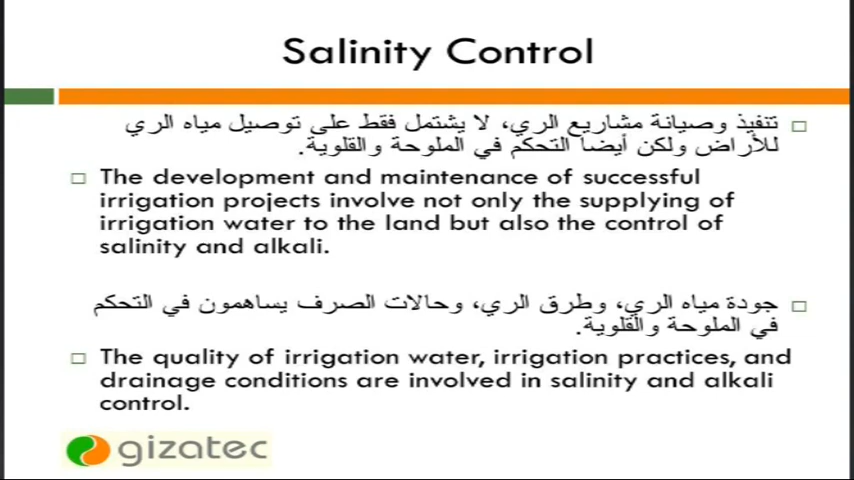 Salinity Control
تنفيذ وصيانة مشاريع الري، لا يشتمل فقط على توصيل مياه الري
للأراض ولكن أيضا التحكم في الملوحة والقلوية.
The development and maintenance of successful
irrigation projects involve not only the supplying of
irrigation water to the land but also the control of
salinity and alkali.
جودة مياه الري، وطرق الري، وحالات الصرف يساهمون في التحكم
في الملوحة والقلوية.
The quality of irrigation water, irrigation practices, and
drainage conditions are involved in salinity and alkali
control.
gizatec